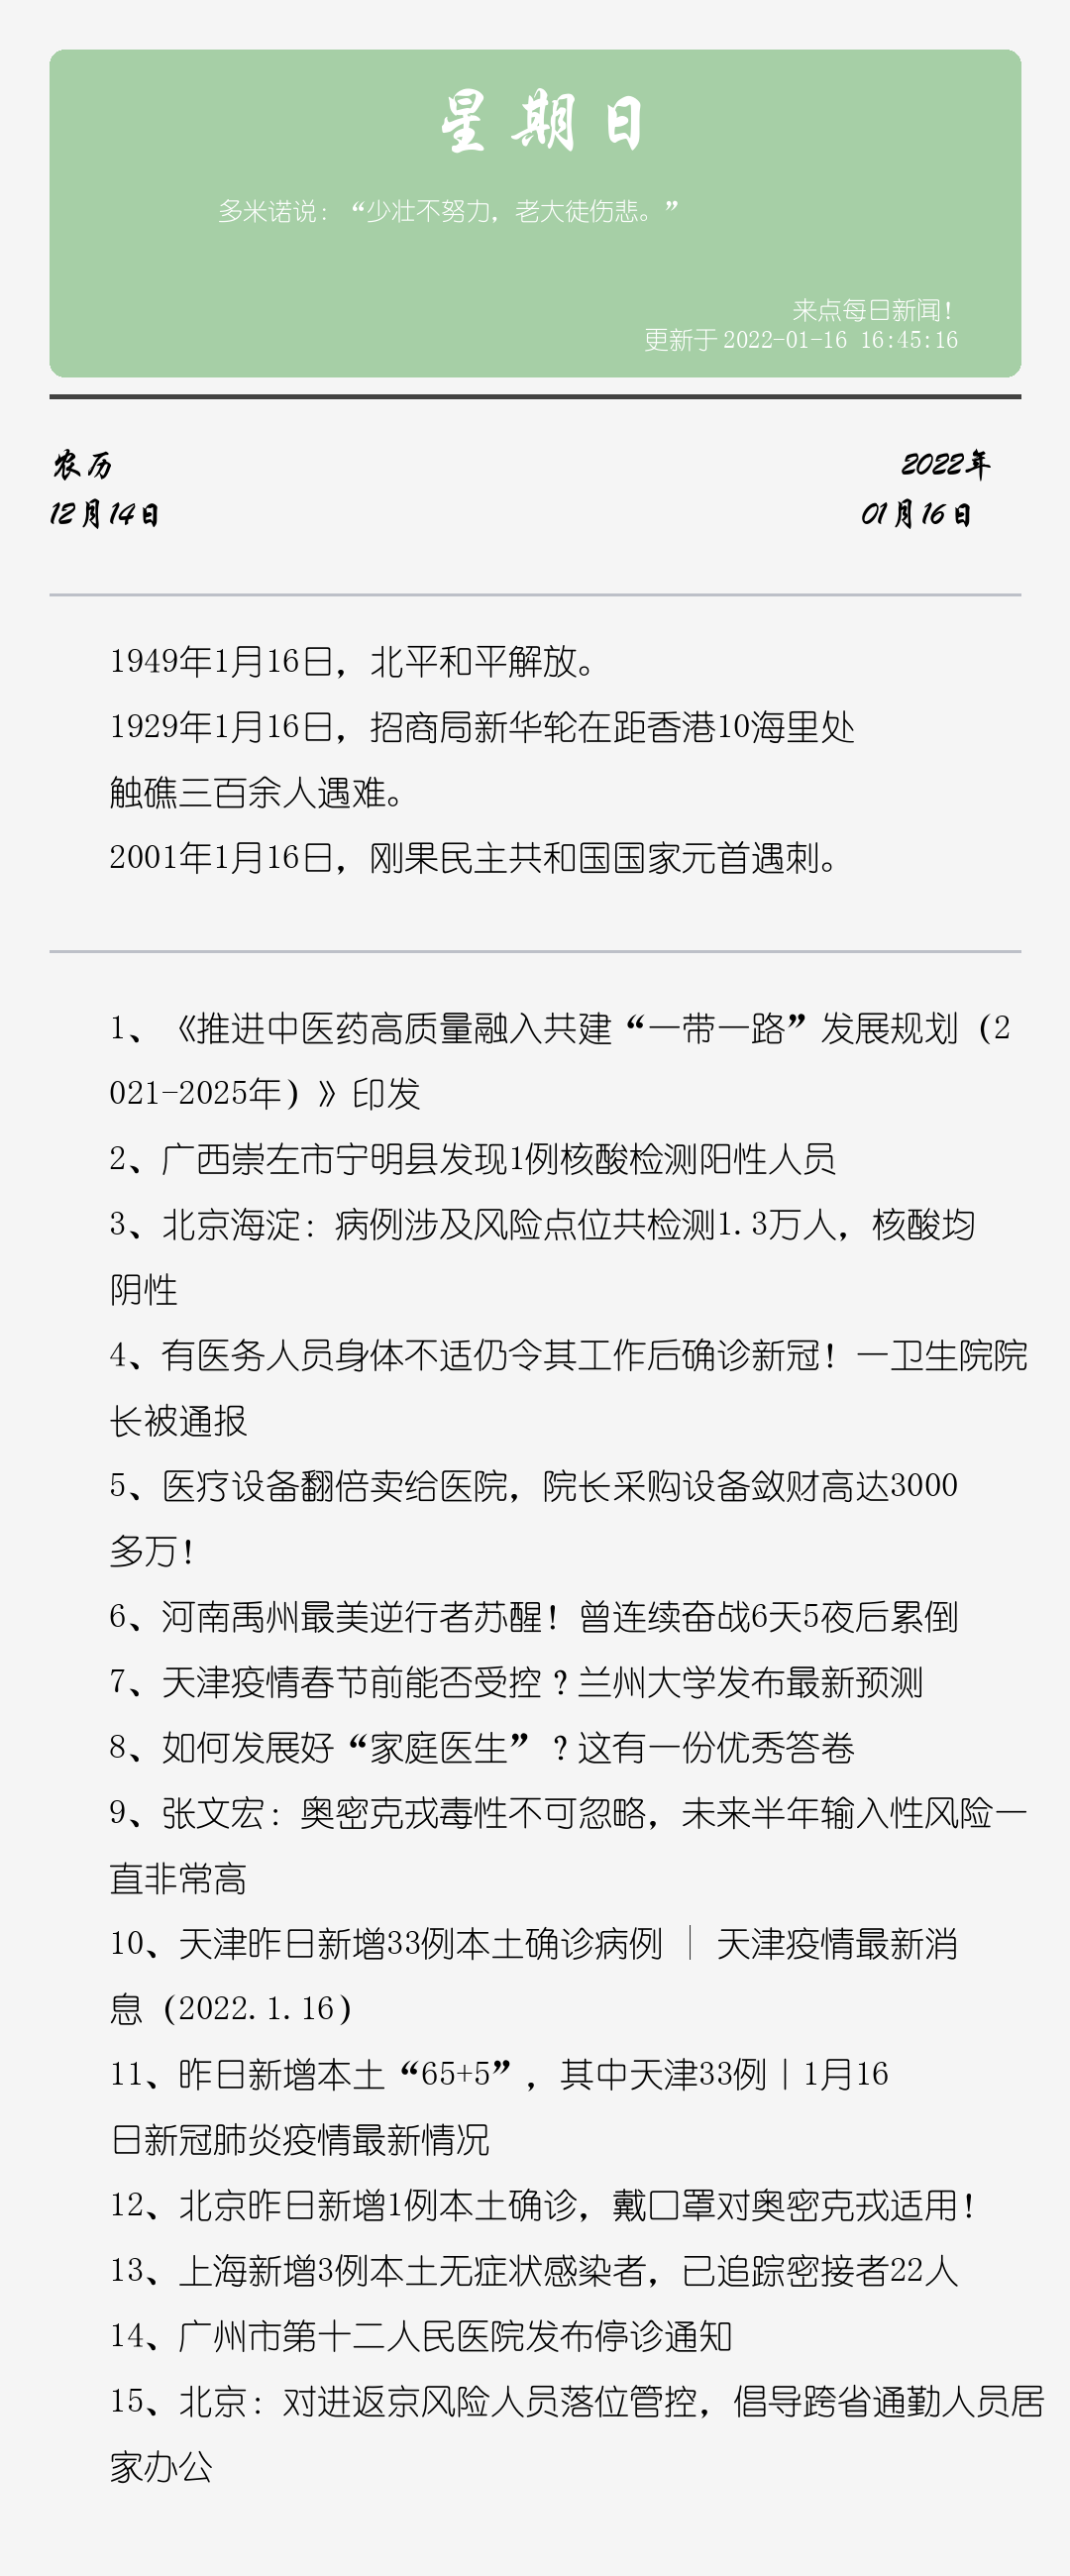 星期日
多米诺说：“少壮不努力，老大徒伤悲。”
来点每日新闻！
更新于 2022-01-16 16:45:16
农历
2022年
12月14日
01月16日
1949年1月16日，北平和平解放。
1929年1月16日，招商局新华轮在距香港10海里处
触礁三百余人遇难。
2001年1月16日，刚果民主共和国国家元首遇刺。
1、《推进中医药高质量融入共建“一带一路”发展规划（2
021-2025年）》印发
2、广西崇左市宁明县发现1例核酸检测阳性人员
3、北京海淀：病例涉及风险点位共检测1.3万人，核酸均
阴性
4、有医务人员身体不适仍令其工作后确诊新冠！一卫生院院
长被通报
5、医疗设备翻倍卖给医院，院长采购设备敛财高达3000
多万！
6、河南禹州最美逆行者苏醒！曾连续奋战6天5夜后累倒
7、天津疫情春节前能否受控？兰州大学发布最新预测
8、如何发展好“家庭医生”？这有一份优秀答卷
9、张文宏：奥密克戎毒性不可忽略，未来半年输入性风险一
直非常高
10、天津昨日新增33例本土确诊病例 │ 天津疫情最新消
息（2022.1.16）
11、昨日新增本土“65+5”，其中天津33例丨1月16
日新冠肺炎疫情最新情况
12、北京昨日新增1例本土确诊，戴口罩对奥密克戎适用！
13、上海新增3例本土无症状感染者，已追踪密接者22人
14、广州市第十二人民医院发布停诊通知
15、北京：对进返京风险人员落位管控，倡导跨省通勤人员居
家办公